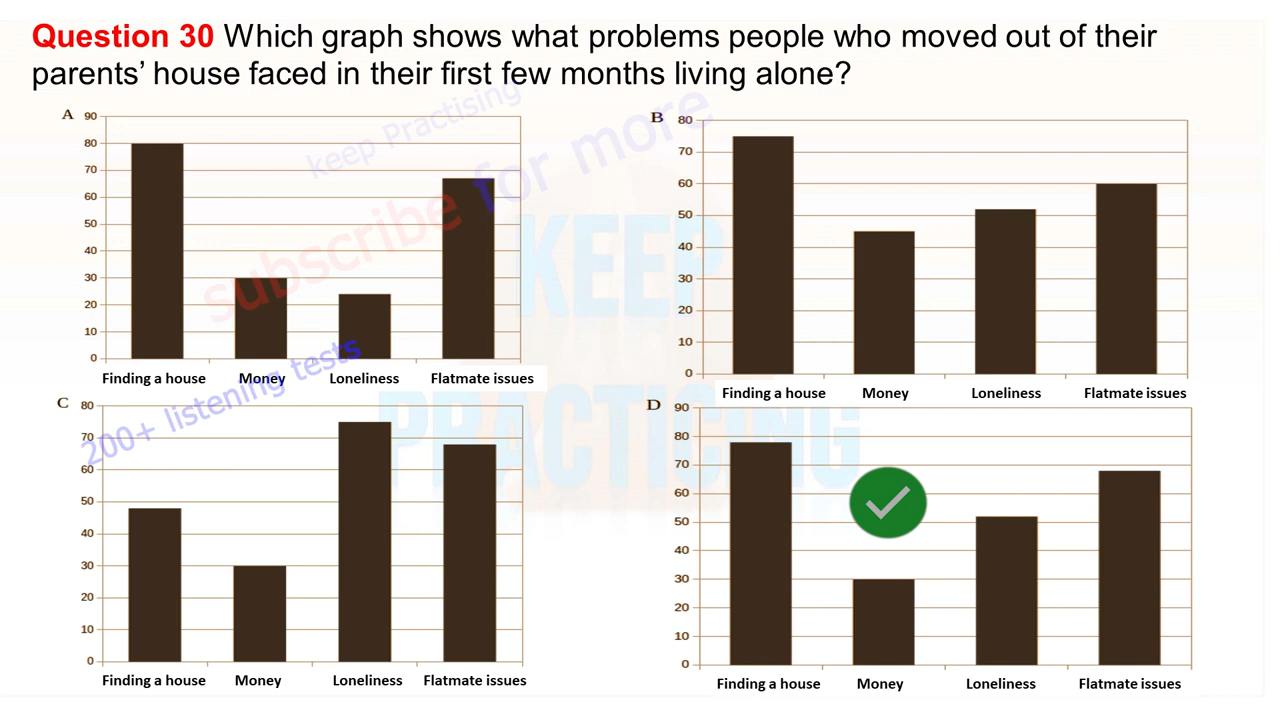 Question 30 Which graph shows what problems people who moved out of their
parents’ house faced in their first few months living alone?
A
90
80
70
60
50
40
30
20
10
0
Finding a house Money Loneliness Flatmate issues
B
80
70
60
50
40
30
20
10
0
Finding a house Money Loneliness Flatmate issues
C
80
70
60
50
40
30
20
10
0
Finding a house Money Loneliness Flatmate issues
D
90
80
70
60
50
40
30
20
10
0
Finding a house Money Loneliness Flatmate issues
keep Practising
subscribe for more
200+ listening tests
KEEP
PRACTICING